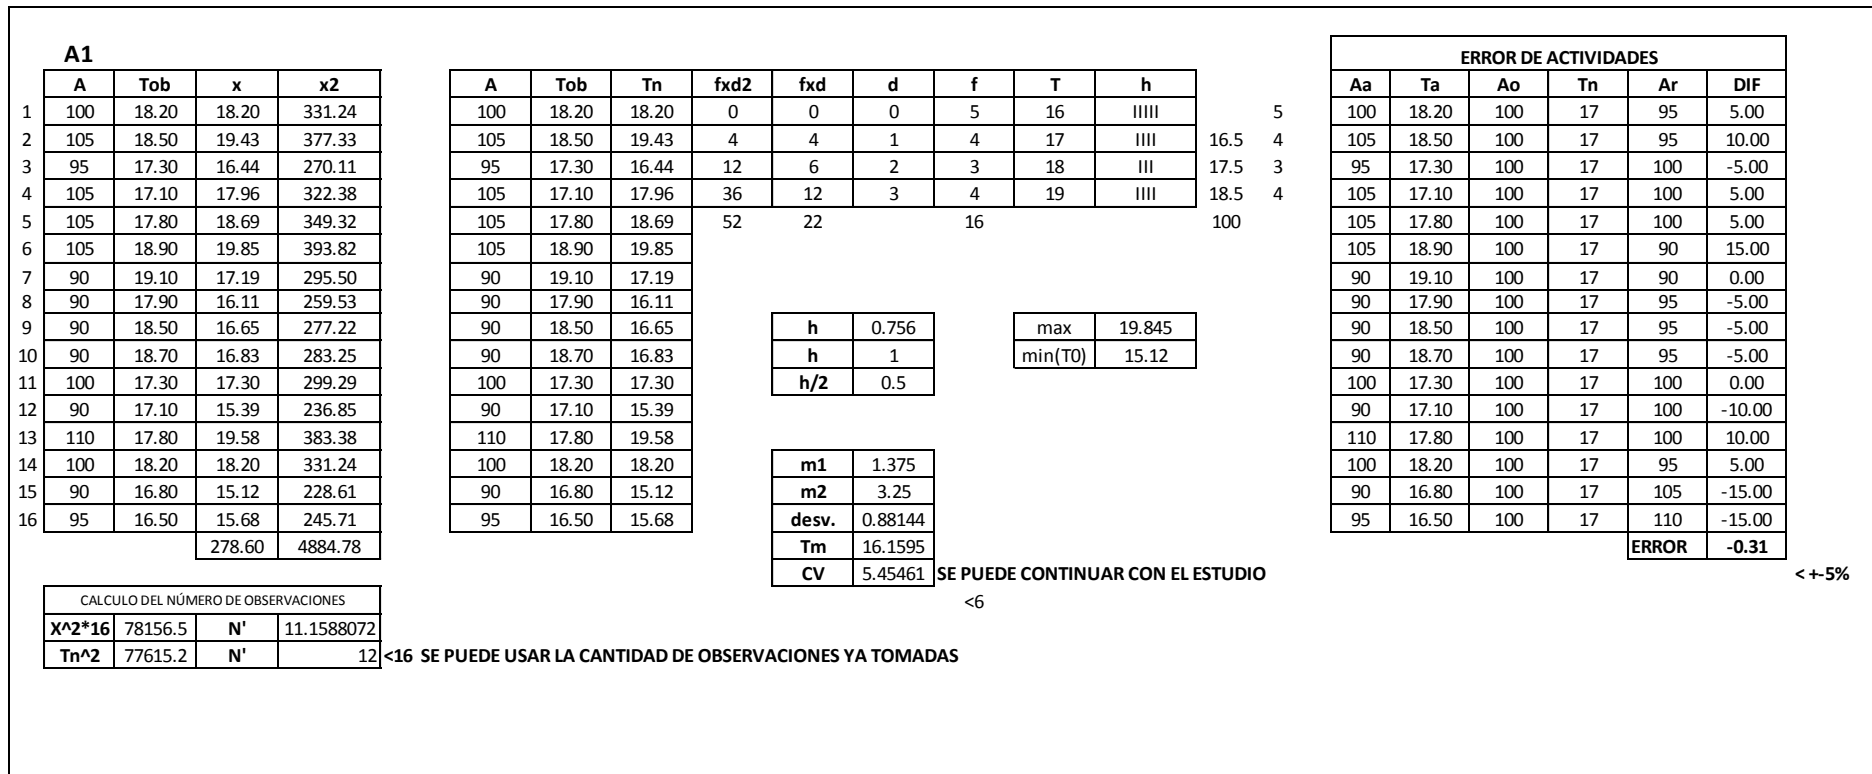 A1 ERROR DE ACTIVIDADES
A Tob x x2 A Tob Tn fxd2 fxd d f T h Aa Ta Ao Tn Ar DIF
1 100 18.20 18.20 331.24 100 18.20 18.20 0 0 0 5 16 IIIII 5 100 18.20 100 17 95 5.00
2 105 18.50 19.43 377.33 105 18.50 19.43 4 4 1 4 17 IIII 16.5 4 105 18.50 100 17 95 10.00
3 95 17.30 16.44 270.11 95 17.30 16.44 12 6 2 3 18 III 17.5 3 95 17.30 100 17 100 -5.00
4 105 17.10 17.96 322.38 105 17.10 17.96 36 12 3 4 19 IIII 18.5 4 105 17.10 100 17 100 5.00
5 105 17.80 18.69 349.32 105 17.80 18.69 52 22 16 100 105 17.80 100 17 100 5.00
6 105 18.90 19.85 393.82 105 18.90 19.85 105 18.90 100 17 90 15.00
7 90 19.10 17.19 295.50 90 19.10 17.19 90 19.10 100 17 90 0.00
8 90 17.90 16.11 259.53 90 17.90 16.11 90 17.90 100 17 95 -5.00
9 90 18.50 16.65 277.22 90 18.50 16.65 h 0.756 max 19.845 90 18.50 100 17 95 -5.00
10 90 18.70 16.83 283.25 90 18.70 16.83 h 1 min(T0) 15.12 90 18.70 100 17 95 -5.00
11 100 17.30 17.30 299.29 100 17.30 17.30 h/2 0.5 100 17.30 100 17 100 0.00
12 90 17.10 15.39 236.85 90 17.10 15.39 90 17.10 100 17 100 -10.00
13 110 17.80 19.58 383.38 110 17.80 19.58 110 17.80 100 17 100 10.00
14 100 18.20 18.20 331.24 100 18.20 18.20 m1 1.375 100 18.20 100 17 95 5.00
15 90 16.80 15.12 228.61 90 16.80 15.12 m2 3.25 90 16.80 100 17 105 -15.00
16 95 16.50 15.68 245.71 95 16.50 15.68 desv. 0.88144 95 16.50 100 17 110 -15.00
278.60 4884.78 Tm 16.1595 ERROR -0.31
CV 5.45461 SE PUEDE CONTINUAR CON EL ESTUDIO < +-5%
CALCULO DEL NÚMERO DE OBSERVACIONES <6
X^2*16 78156.5 N' 11.1588072
Tn^2 77615.2 N' 12 <16 SE PUEDE USAR LA CANTIDAD DE OBSERVACIONES YA TOMADAS